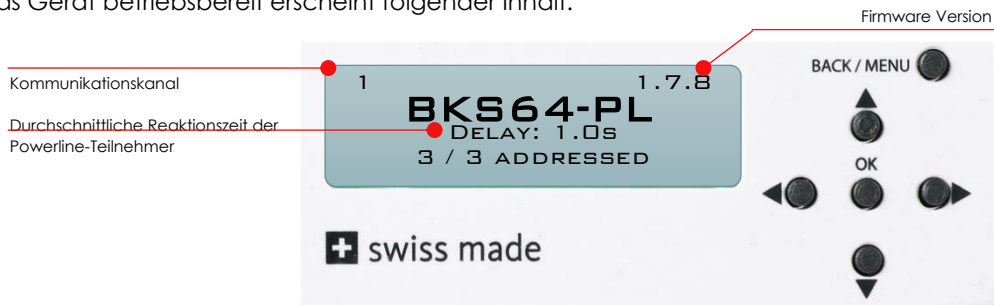 as Gerät betriebsbereit erscheint folgender Inhalt:
Firmware Version
Kommunikationskanal
Durchschnittliche Reaktionszeit der
Powerline-Teilnehmer
1 1.7.8
BKS64-PL
DELAY: 1.0s
3 / 3 ADDRESSED
BACK / MENU
OK
swiss made